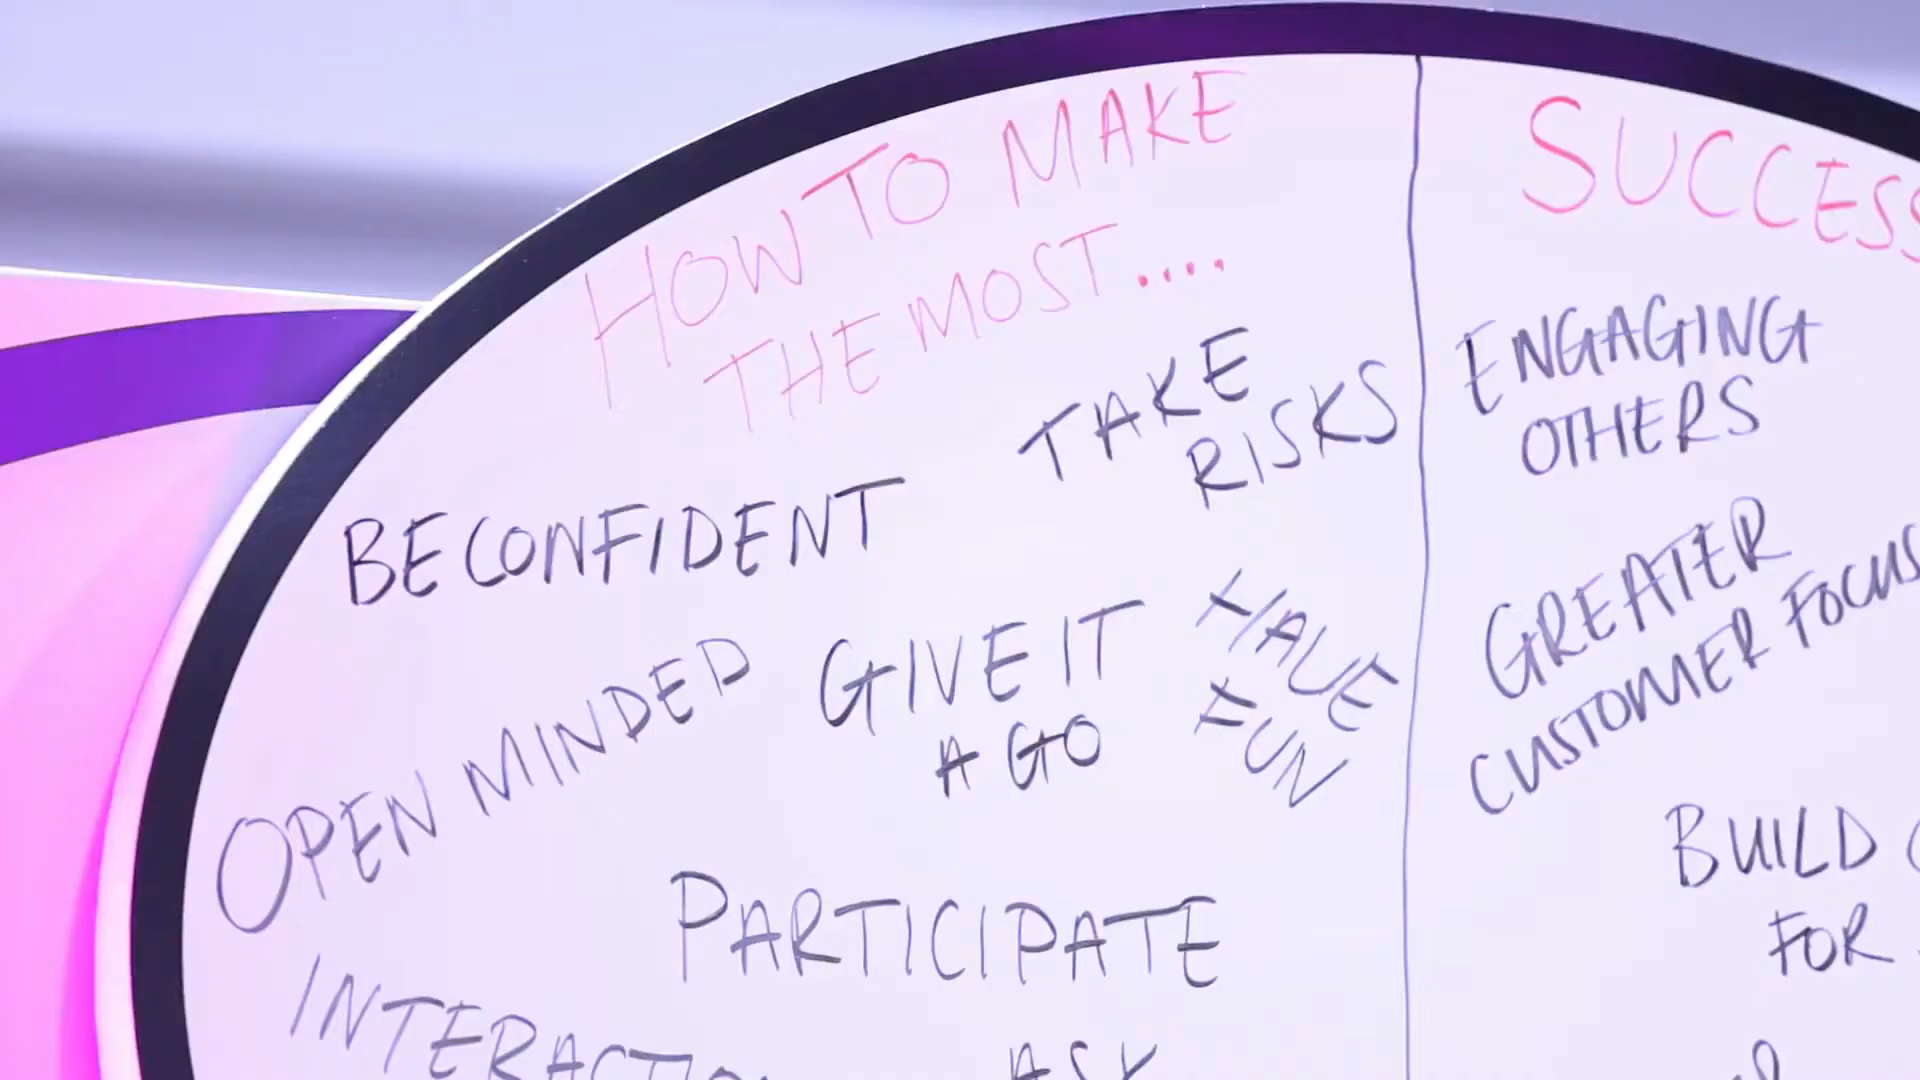 HOW TO MAKE
THE MOST....
TAKE
RISKS
BE CONFIDENT
OPEN MINDED
GIVE IT
A GO
HAVE
FUN
PARTICIPATE
ASK
SUCCESS
ENGAGING
OTHERS
GREATER
CUSTOMER FOCUS
BUILD
FOR